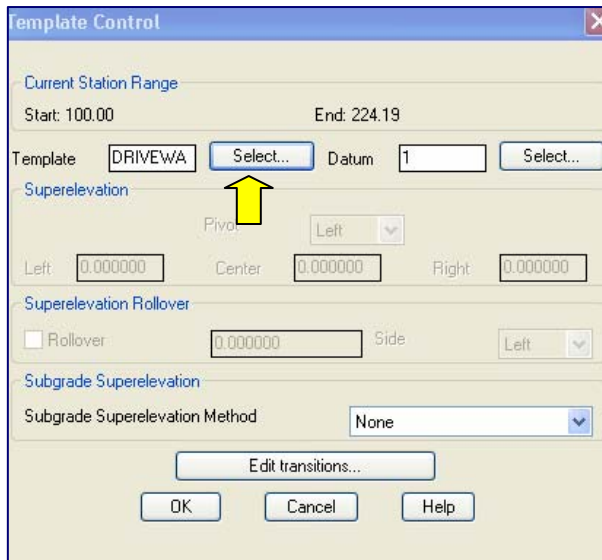 Template Control
Current Station Range
Start: 100.00 End: 224.19
Template DRIVEWA Select... Datum 1 Select...
Superelevation
Pivot Left
Left 0.000000 Center 0.000000 Right 0.000000
Superelevation Rollover
Rollover 0.000000 Side Left
Subgrade Superelevation
Subgrade Superelevation Method None
Edit transitions...
OK Cancel Help